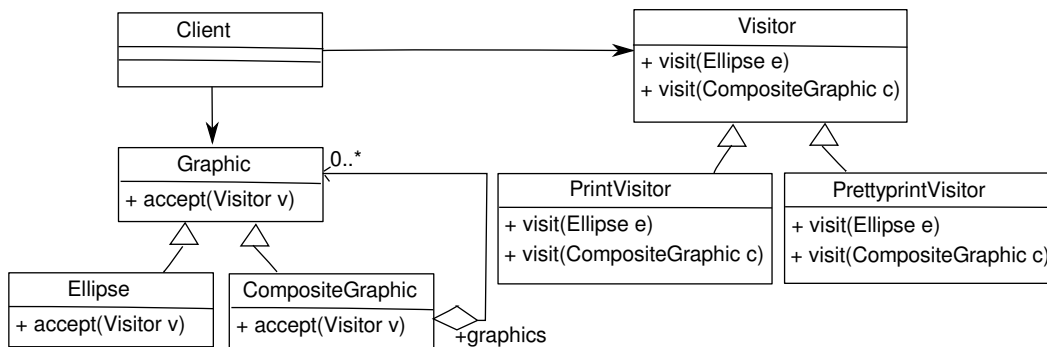 Client
Visitor
+ visit(Ellipse e)
+ visit(CompositeGraphic c)
Graphic
+ accept(Visitor v)
0..*
PrintVisitor
+ visit(Ellipse e)
+ visit(CompositeGraphic c)
PrettyprintVisitor
+ visit(Ellipse e)
+ visit(CompositeGraphic c)
Ellipse
+ accept(Visitor v)
CompositeGraphic
+ accept(Visitor v)
+graphics